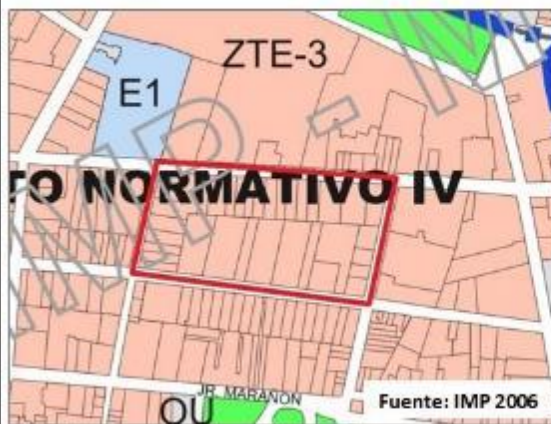 ZTE-3
E1
TO NORMATIVO IV
JR. MARAÑON
OU
Fuente: IMP 2006